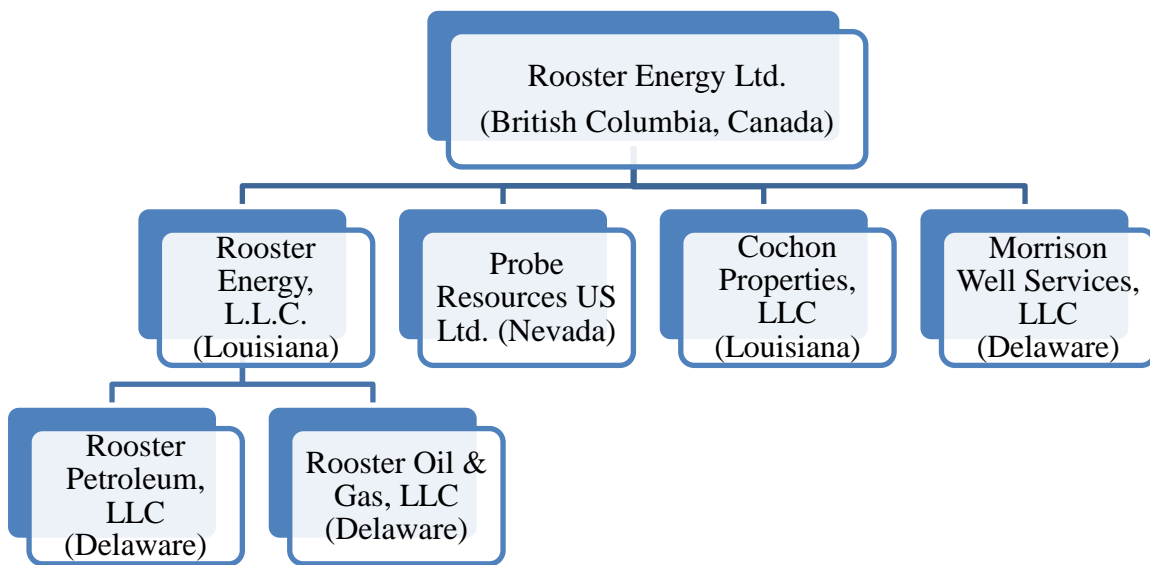 Rooster Energy Ltd.
(British Columbia, Canada)
Rooster
Energy,
L.L.C.
(Louisiana)
Probe
Resources US
Ltd. (Nevada)
Cochon
Properties,
LLC
(Louisiana)
Morrison
Well Services,
LLC
(Delaware)
Rooster
Petroleum,
LLC
(Delaware)
Rooster Oil &
Gas, LLC
(Delaware)